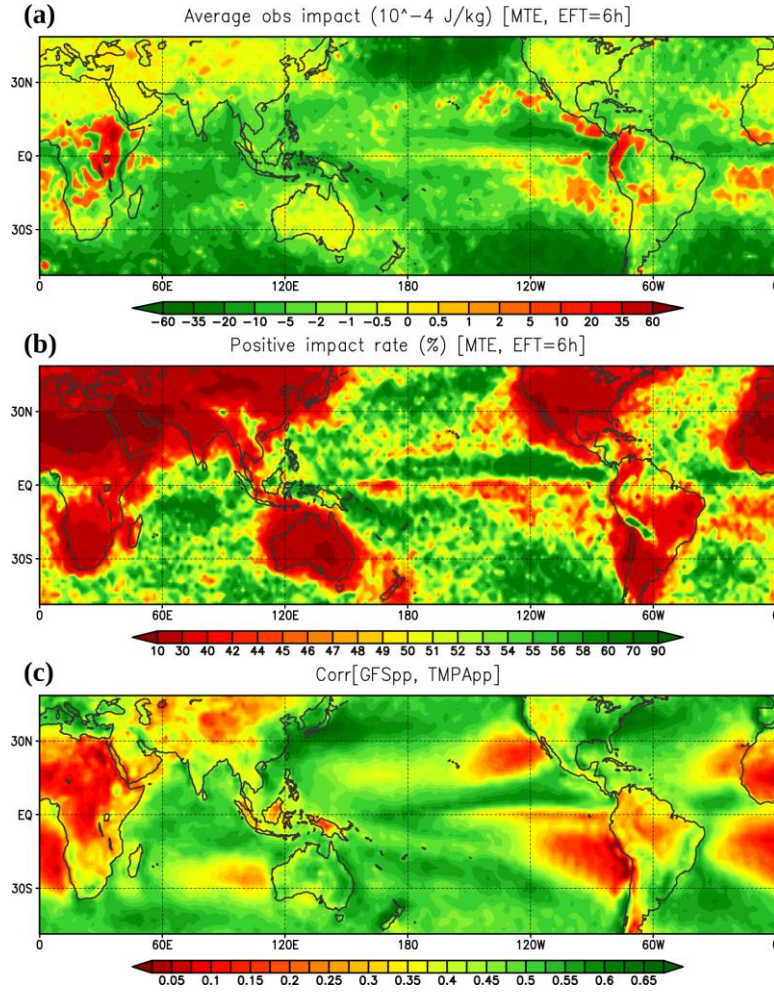 (a)
Average obs impact (10^-4 J/kg) [MTE, EFT=6h]
30N
EQ
30S
0 60E 120E 180 120W 60W 0
-60 -35 -20 -10 -5 -2 -1 -0.5 0 0.5 1 2 5 10 20 35 60
(b)
Positive impact rate (%) [MTE, EFT=6h]
30N
EQ
30S
0 60E 120E 180 120W 60W 0
10 30 40 42 44 45 46 47 48 49 50 51 52 53 54 55 56 58 60 70 90
(c)
Corr[GFSpp, TMPApp]
30N
EQ
30S
0 60E 120E 180 120W 60W 0
0.05 0.1 0.15 0.2 0.25 0.3 0.35 0.4 0.45 0.5 0.55 0.6 0.65